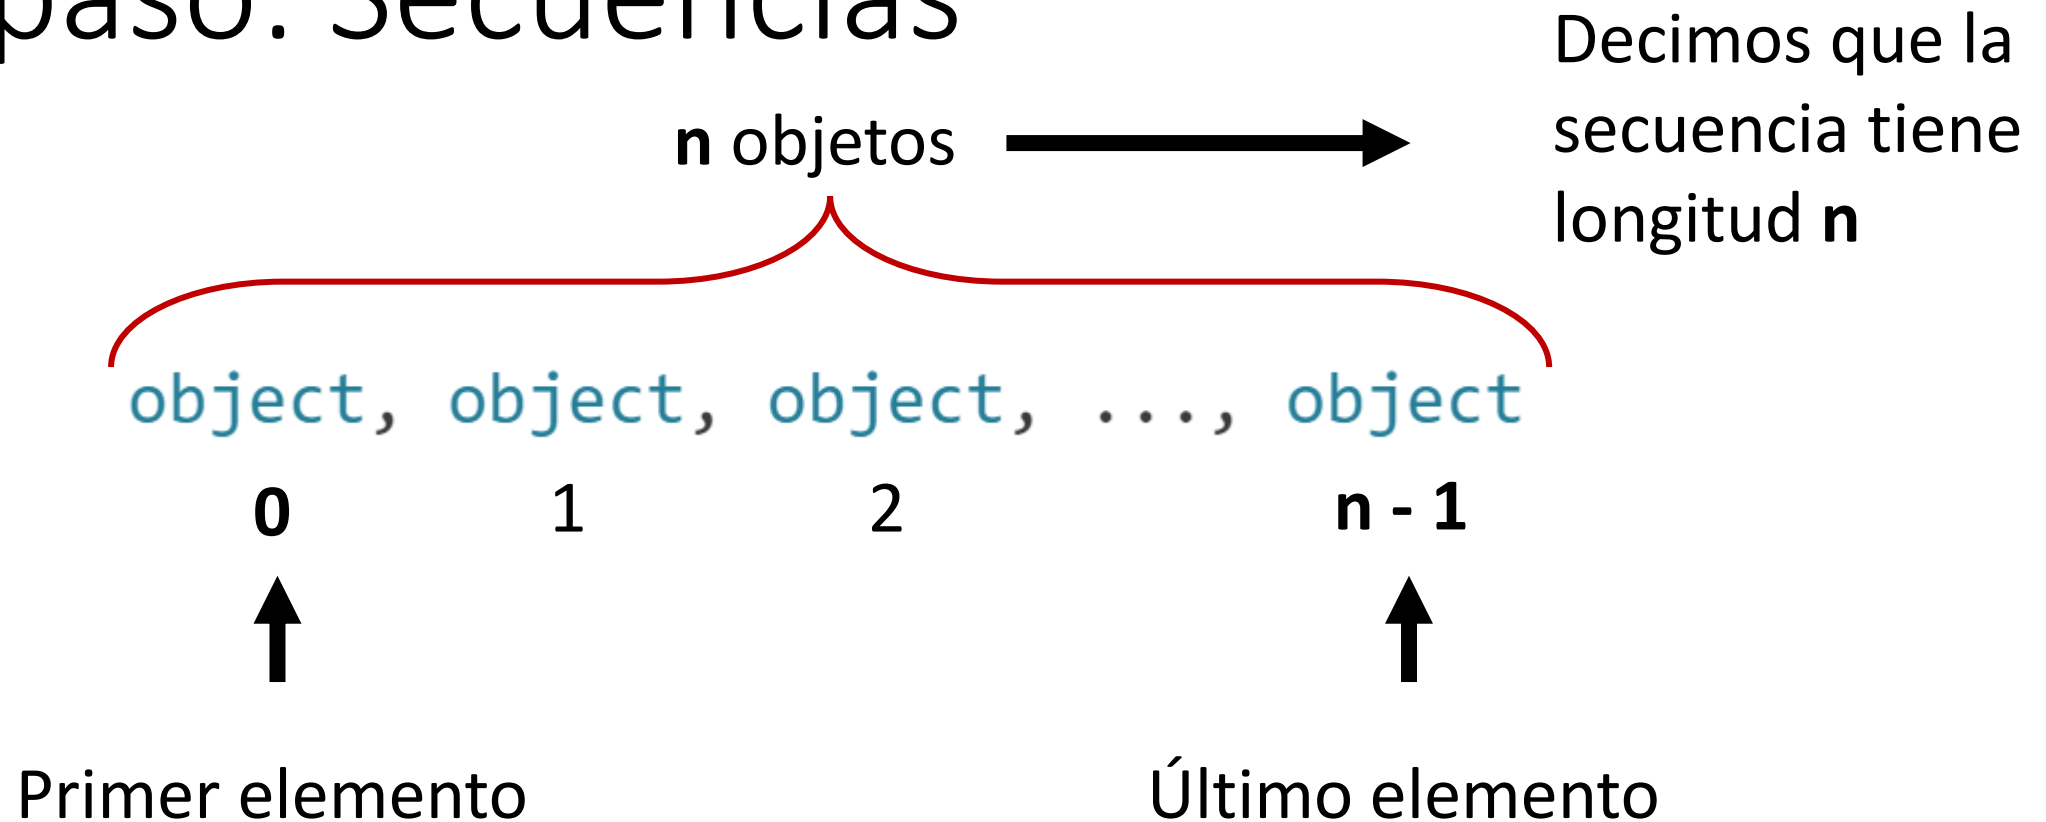 paso: Secuencias
Decimos que la
secuencia tiene
longitud n
n objetos
object, object, object, ..., object
0 1 2 n - 1
Primer elemento Último elemento